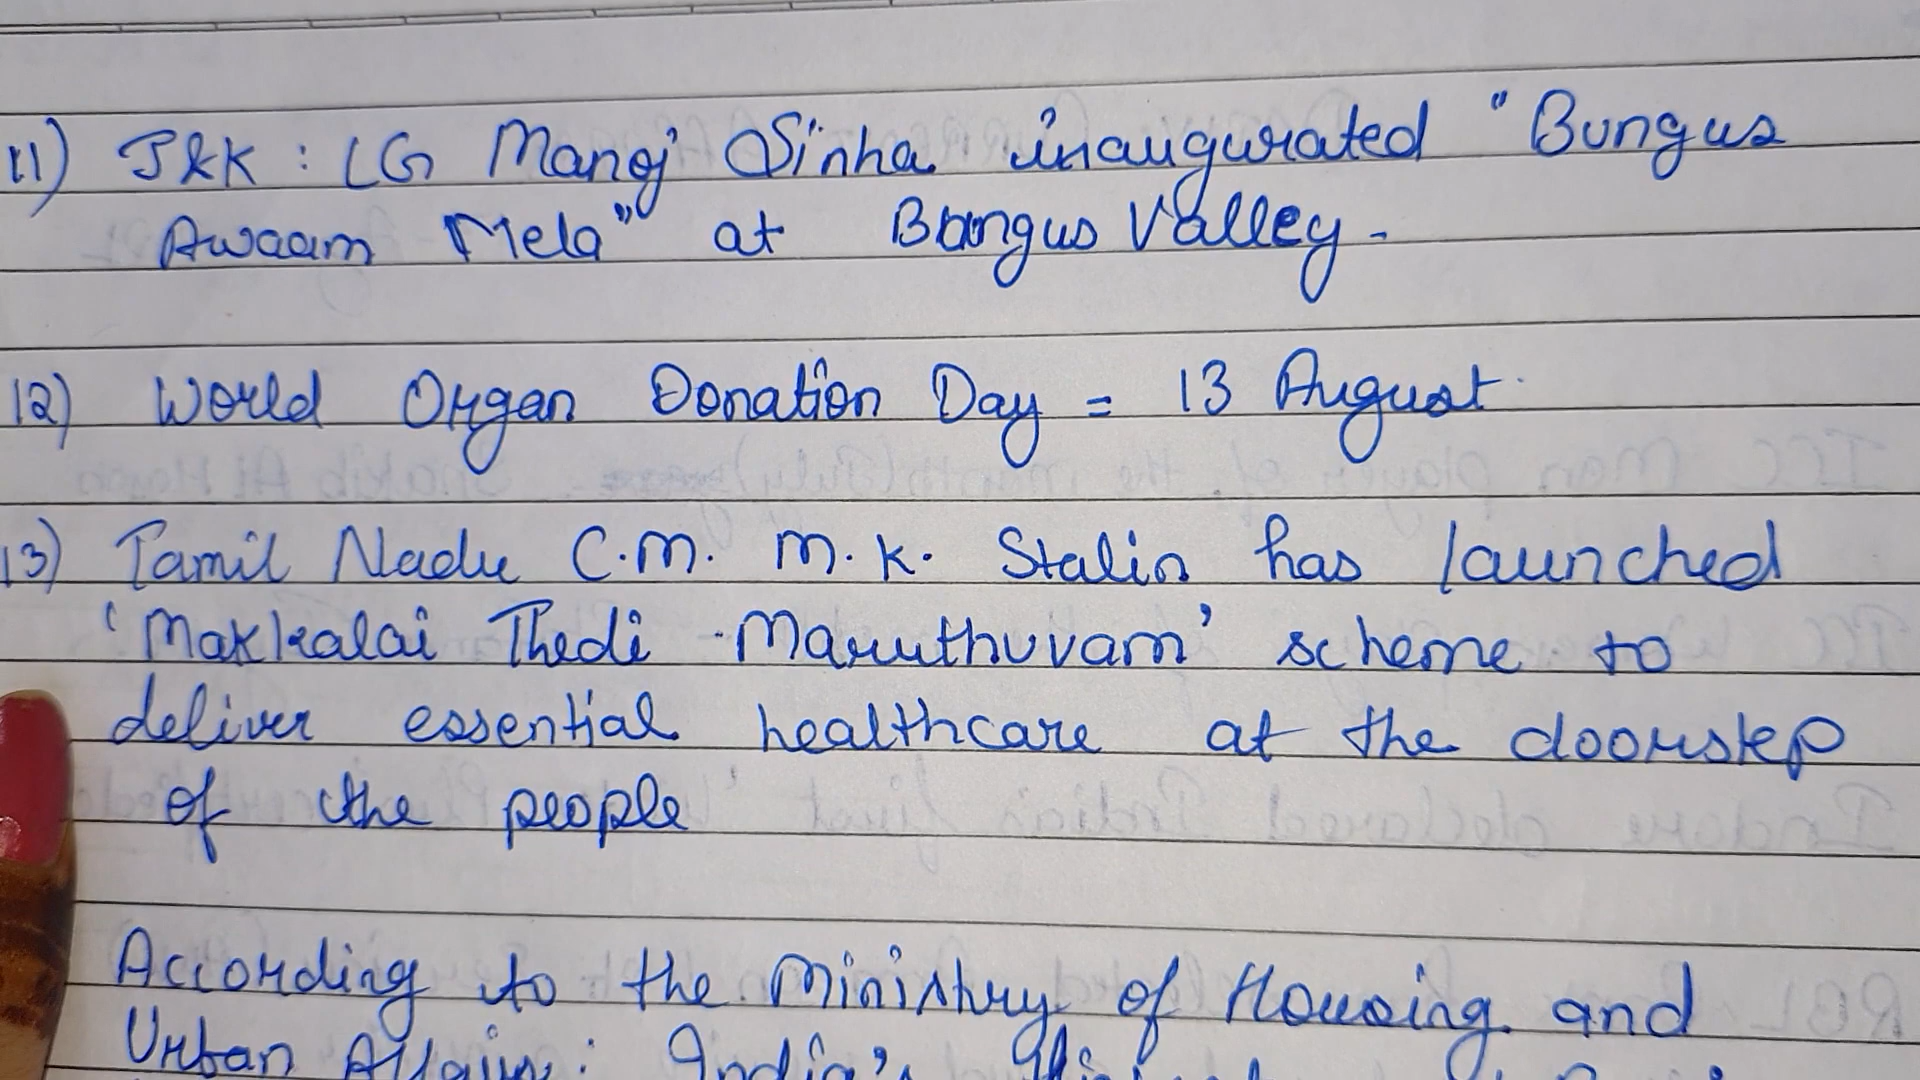 11) J&K : LG Manoj Sinha inaugurated "Bungus
Awaam Mela" at Bangus Valley.
12) World Organ Donation Day = 13 August.
13) Tamil Nadu C.M. M.K. Stalin has launched
'Makkalai Thedi Maruthuvam' scheme to
deliver essential healthcare at the doorstep
of the people
According to the Ministry of Housing and
Urban Affairs: India's